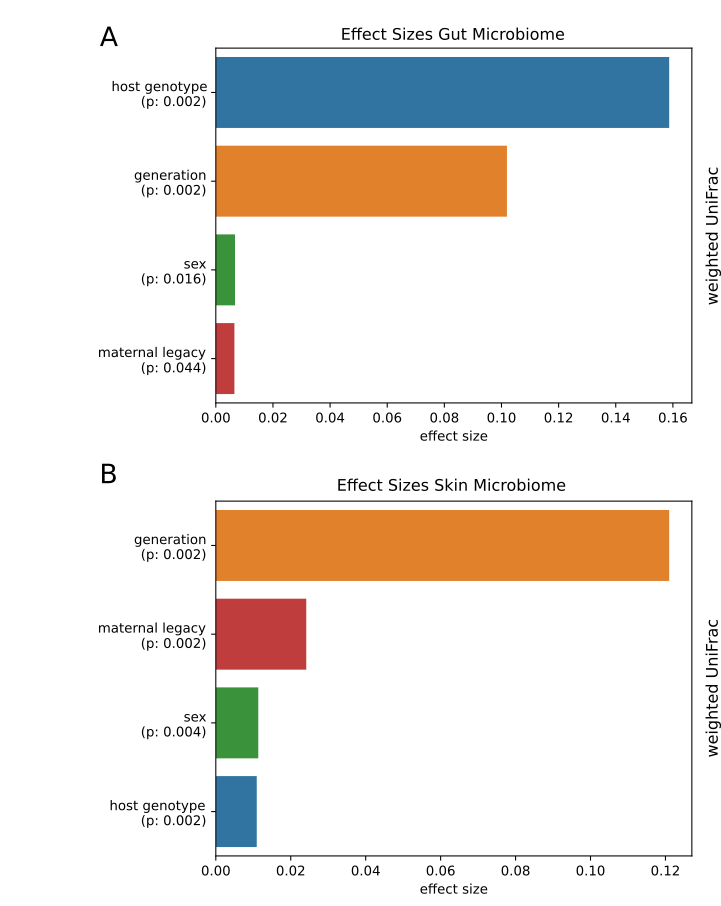 A
Effect Sizes Gut Microbiome
host genotype
(p: 0.002)
generation
(p: 0.002)
sex
(p: 0.016)
maternal legacy
(p: 0.044)
0.00 0.02 0.04 0.06 0.08 0.10 0.12 0.14 0.16
effect size
weighted UniFrac
B
Effect Sizes Skin Microbiome
generation
(p: 0.002)
maternal legacy
(p: 0.002)
sex
(p: 0.004)
host genotype
(p: 0.002)
0.00 0.02 0.04 0.06 0.08 0.10 0.12
effect size
weighted UniFrac